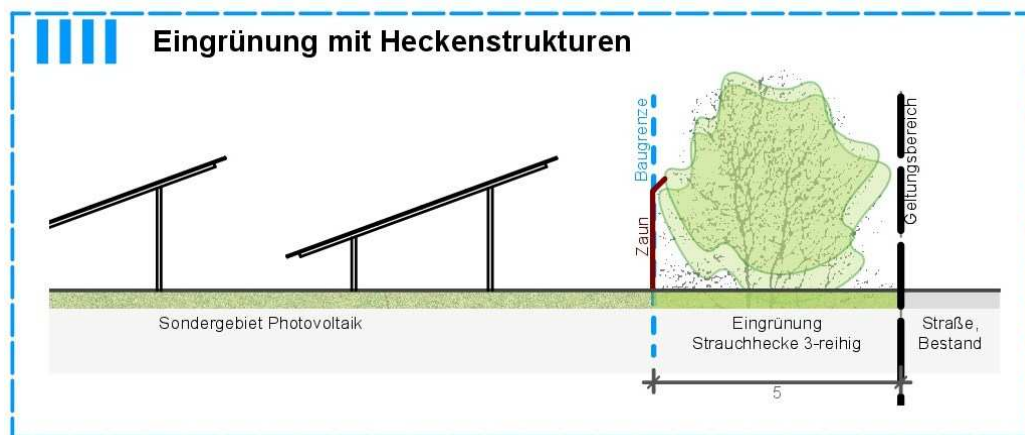 Eingrünung mit Heckenstrukturen
Baugrenze
Zaun
Geltungsbereich
Sondergebiet Photovoltaik
Eingrünung
Strauchhecke 3-reihig
Straße,
Bestand
5